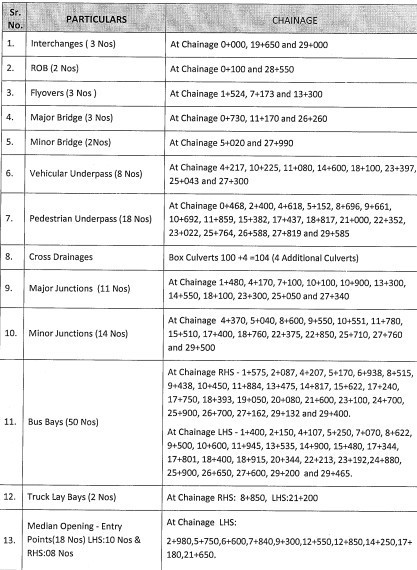 Sr. No. PARTICULARS CHAINAGE
1. Interchanges ( 3 Nos) At Chainage 0+000, 19+650 and 29+000
2. ROB (2 Nos) At Chainage 0+100 and 28+550
3. Flyovers (3 Nos ) At Chainage 1+524, 7+173 and 13+300
4. Major Bridge (3 Nos) At Chainage 0+730, 11+170 and 26+260
5. Minor Bridge (2Nos) At Chainage 5+020 and 27+990
6. Vehicular Underpass (8 Nos) At Chainage 4+217, 10+225, 11+080, 14+600, 18+100, 23+397,
25+043 and 27+300
7. Pedestrian Underpass (18 Nos) At Chainage 0+468, 2+400, 4+618, 5+152, 8+696, 9+661,
10+692, 11+859, 15+382, 17+437, 18+817, 21+000, 22+352,
23+022, 25+764, 26+588, 27+819 and 29+585
8. Cross Drainages Box Culverts 100 +4 =104 (4 Additional Culverts)
9. Major Junctions (11 Nos) At Chainage 1+480, 4+170, 7+100, 10+100, 10+900, 13+300,
14+550, 18+100, 23+300, 25+050 and 27+340
10. Minor Junctions (14 Nos) At Chainage 4+370, 5+040, 8+600, 9+550, 10+551, 11+780,
15+510, 17+400, 18+760, 22+375, 22+850, 25+710, 27+760
and 29+500
11. Bus Bays (50 Nos) At Chainage RHS - 1+575, 2+087, 4+207, 5+170, 6+938, 8+515,
9+438, 10+450, 11+884, 13+475, 14+817, 15+622, 17+240,
17+750, 18+393, 19+050, 20+080, 21+600, 23+100, 24+700,
25+900, 26+700, 27+162, 29+132 and 29+400.
At Chainage LHS - 1+400, 2+150, 4+107, 5+250, 7+070, 8+622,
9+500, 10+600, 11+945, 13+535, 14+900, 15+480, 17+344,
17+801, 18+400, 18+915, 20+344, 22+213, 23+192,24+880,
25+900, 26+650, 27+600, 29+200 and 29+465.
12. Truck Lay Bays (2 Nos) At Chainage RHS: 8+850, LHS:21+200
13. Median Opening - Entry
Points(18 Nos) LHS:10 Nos &
RHS:08 Nos
At Chainage LHS:
2+980,5+750,6+600,7+840,9+300,12+550,12+850,14+250,17+
180,21+650.